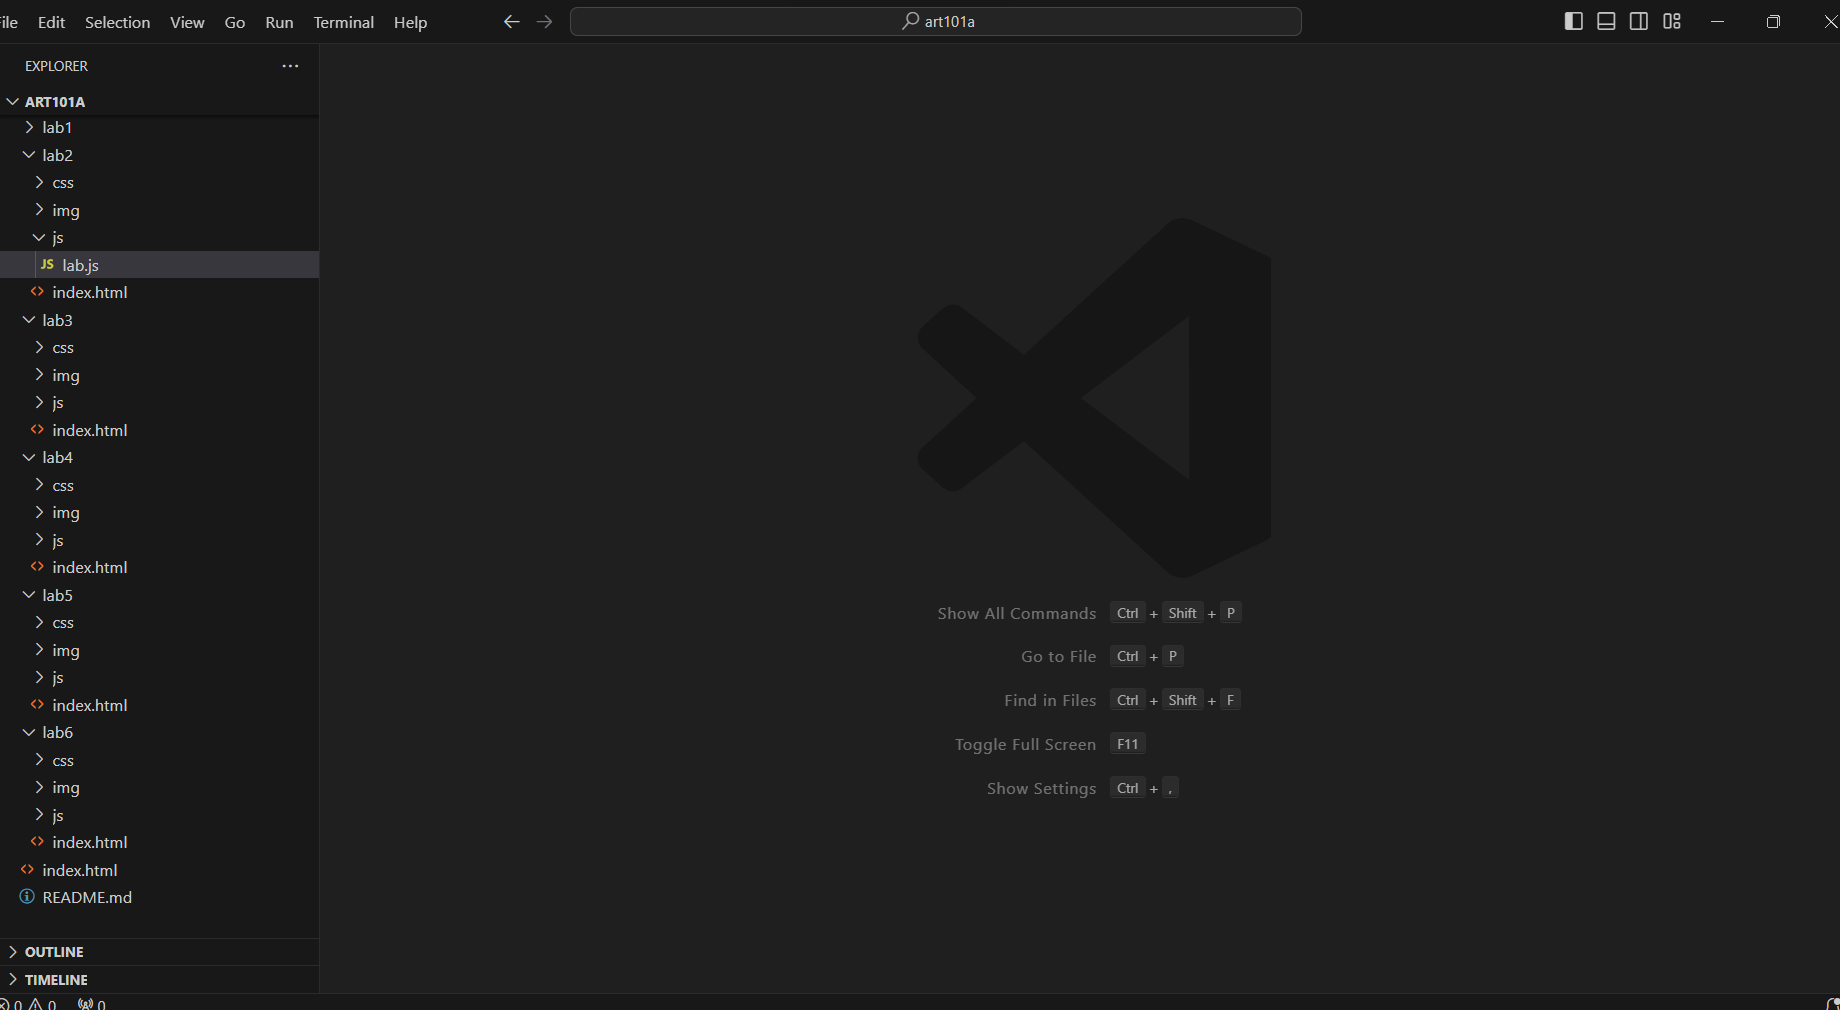 ile Edit Selection View Go Run Terminal Help art101a
EXPLORER ...
ART101A
lab1
lab2
css
img
js
JS lab.js
<> index.html
lab3
css
img
js
<> index.html
lab4
css
img
js
<> index.html
lab5
css
img
js
<> index.html
lab6
css
img
js
<> index.html
<> index.html
README.md
OUTLINE
TIMELINE
0 0 0
Show All Commands Ctrl + Shift + P
Go to File Ctrl + P
Find in Files Ctrl + Shift + F
Toggle Full Screen F11
Show Settings Ctrl + ,